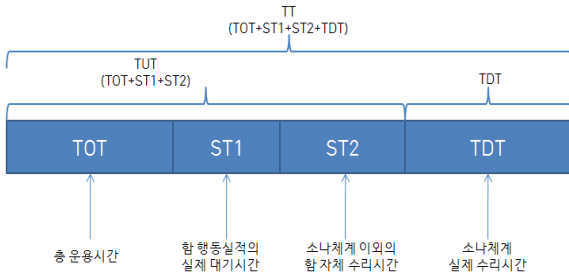 TT
(TOT+ST1+ST2+TDT)
TUT
(TOT+ST1+ST2)
TDT
TOT
ST1
ST2
TDT
총 운용시간
함 행동실적의
실제 대기시간
소나체계 이외의
함 자체 수리시간
소나체계
실제 수리시간